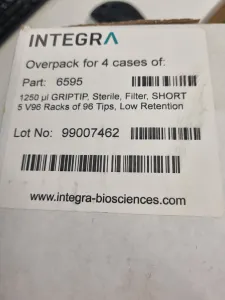 INTEGRA
Overpack for 4 cases of:
Part: 6595
1250 µl GRIPTIP, Sterile, Filter, SHORT
5 V96 Racks of 96 Tips, Low Retention
Lot No: 99007462
www.integra-biosciences.com